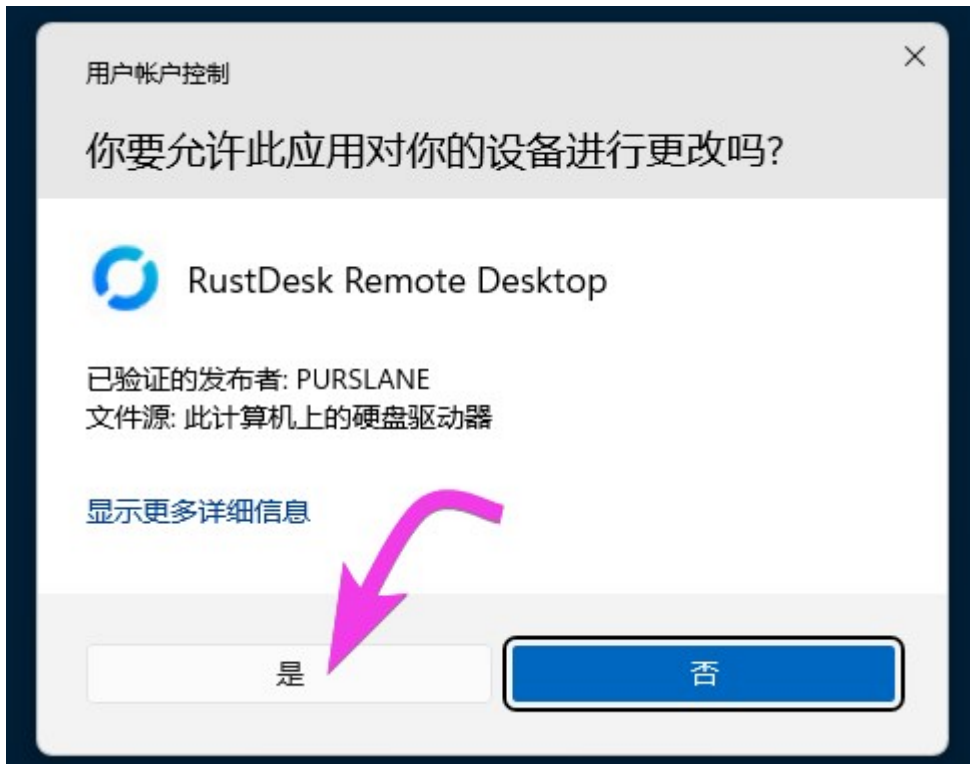 用户帐户控制
你要允许此应用对你的设备进行更改吗?
RustDesk Remote Desktop
已验证的发布者: PURSLANE
文件源: 此计算机上的硬盘驱动器
显示更多详细信息
是
否